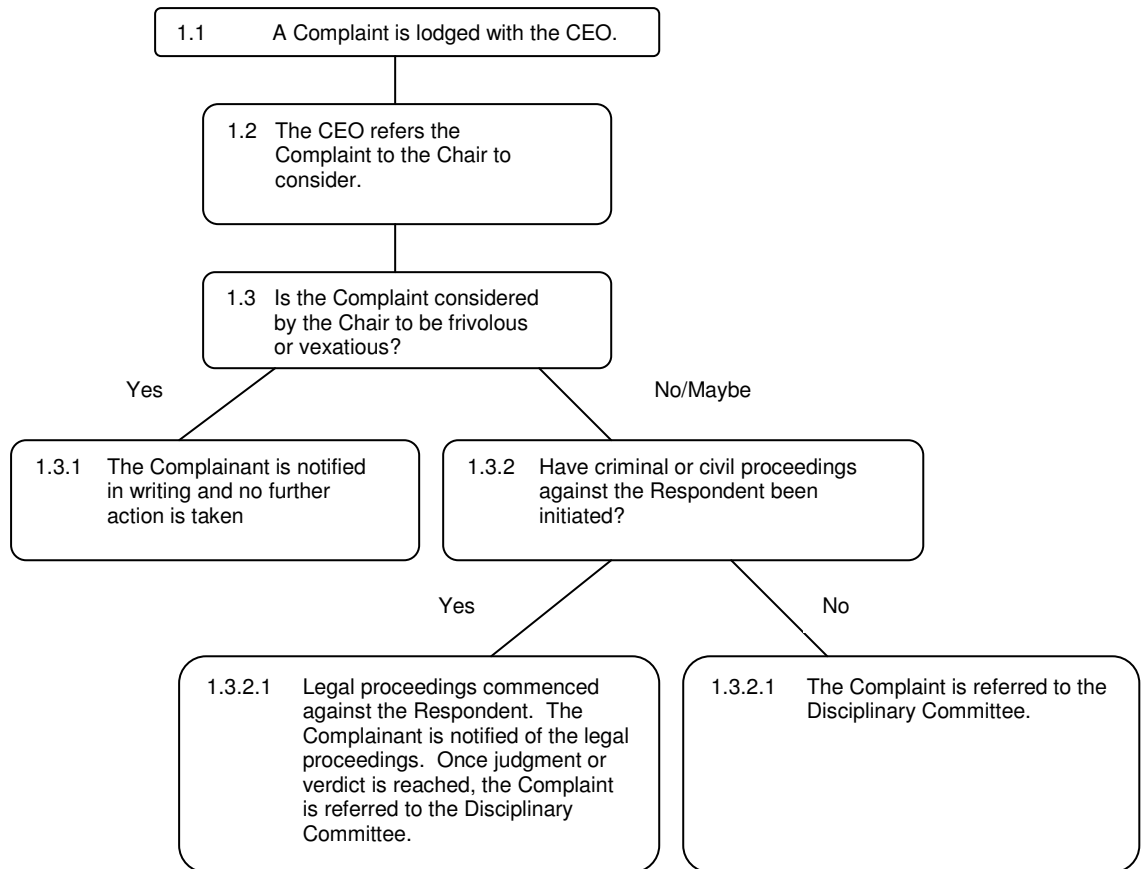 1.1 A Complaint is lodged with the CEO.
1.2 The CEO refers the
Complaint to the Chair to
consider.
1.3 Is the Complaint considered
by the Chair to be frivolous
or vexatious?
Yes
No/Maybe
1.3.1 The Complainant is notified
in writing and no further
action is taken
1.3.2 Have criminal or civil proceedings
against the Respondent been
initiated?
Yes
No
1.3.2.1 Legal proceedings commenced
against the Respondent. The
Complainant is notified of the legal
proceedings. Once judgment or
verdict is reached, the Complaint
is referred to the Disciplinary
Committee.
1.3.2.1 The Complaint is referred to the
Disciplinary Committee.